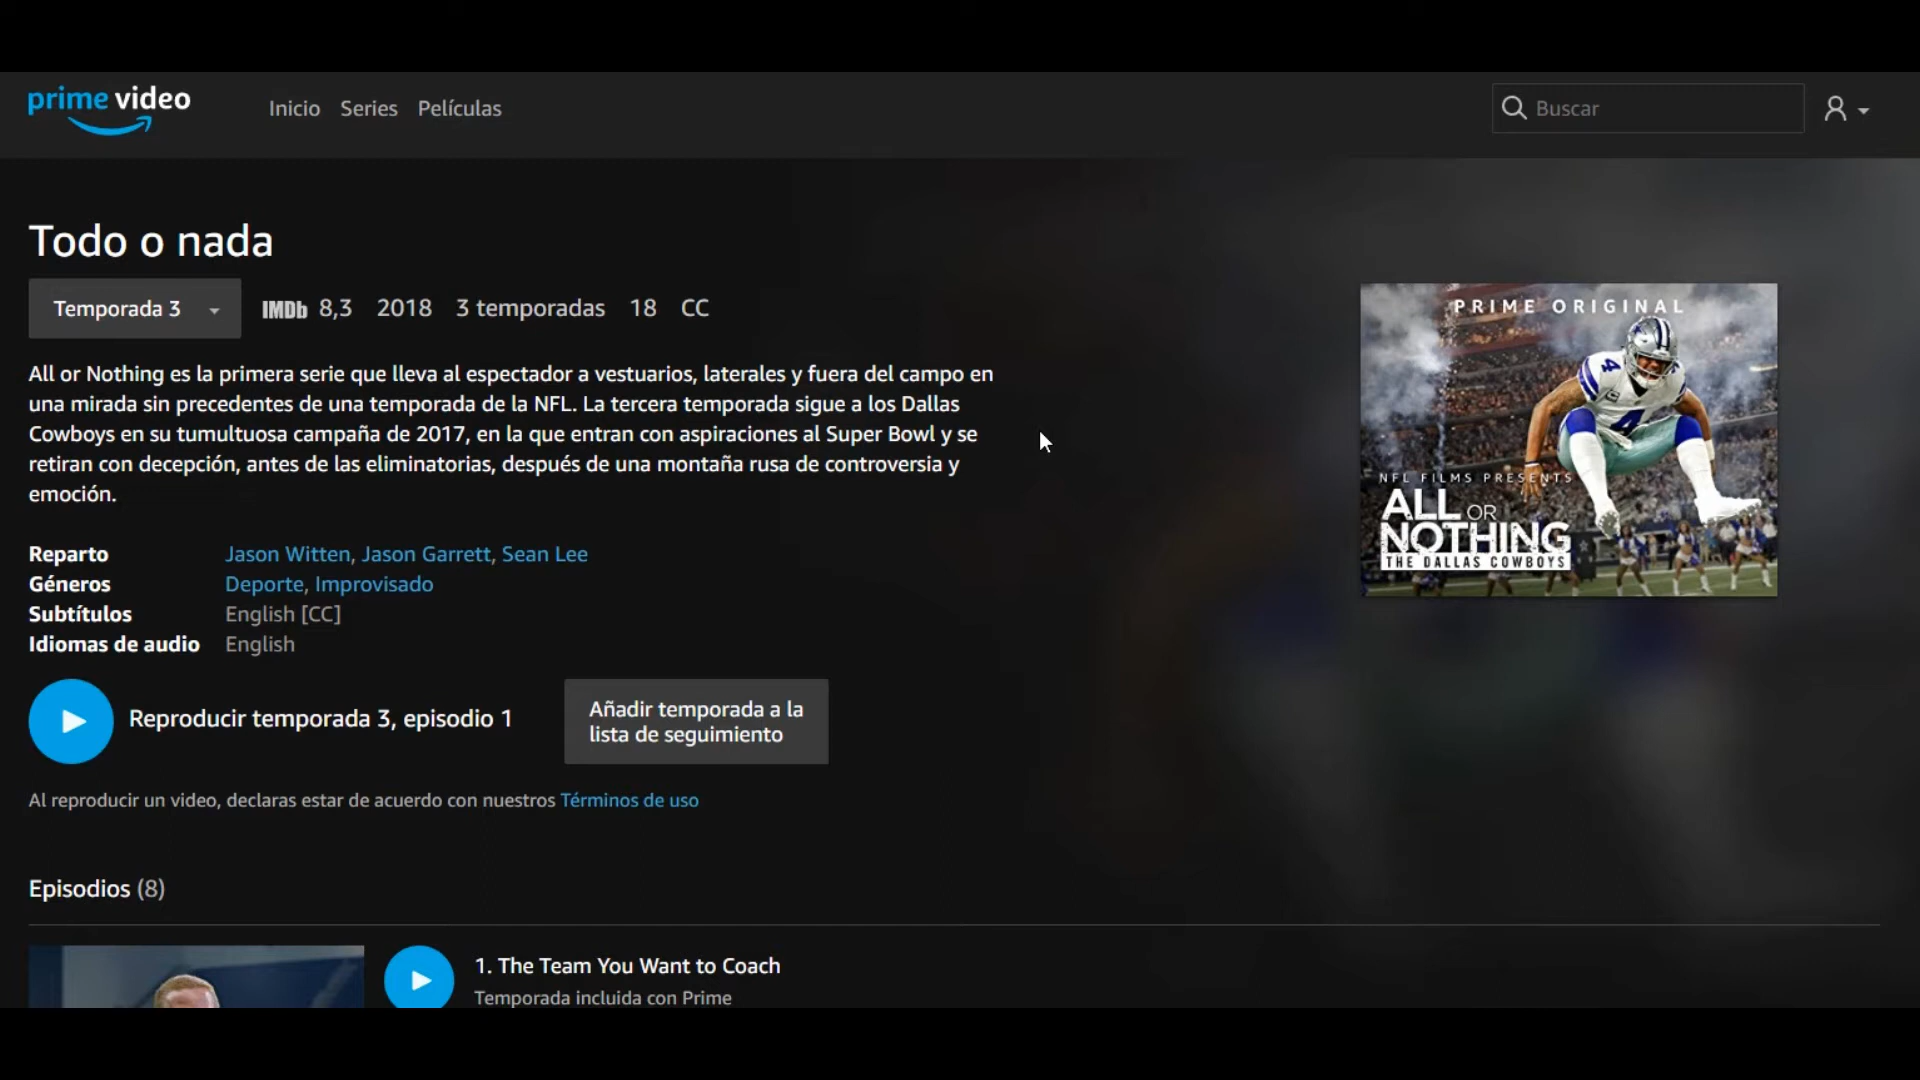 prime video
Inicio Series Películas
Buscar
Todo o nada
Temporada 3
IMDb 8,3 2018 3 temporadas 18 CC
All or Nothing es la primera serie que lleva al espectador a vestuarios, laterales y fuera del campo en
una mirada sin precedentes de una temporada de la NFL. La tercera temporada sigue a los Dallas
Cowboys en su tumultuosa campaña de 2017, en la que entran con aspiraciones al Super Bowl y se
retiran con decepción, antes de las eliminatorias, después de una montaña rusa de controversia y
emoción.
PRIME ORIGINAL
4
4
NFL FILMS PRESENTS
ALL OR
NOTHING
THE DALLAS COWBOYS
Reparto Jason Witten, Jason Garrett, Sean Lee
Géneros Deporte, Improvisado
Subtítulos English [CC]
Idiomas de audio English
Reproducir temporada 3, episodio 1
Añadir temporada a la
lista de seguimiento
Al reproducir un video, declaras estar de acuerdo con nuestros Términos de uso
Episodios (8)
1. The Team You Want to Coach
Temporada incluida con Prime